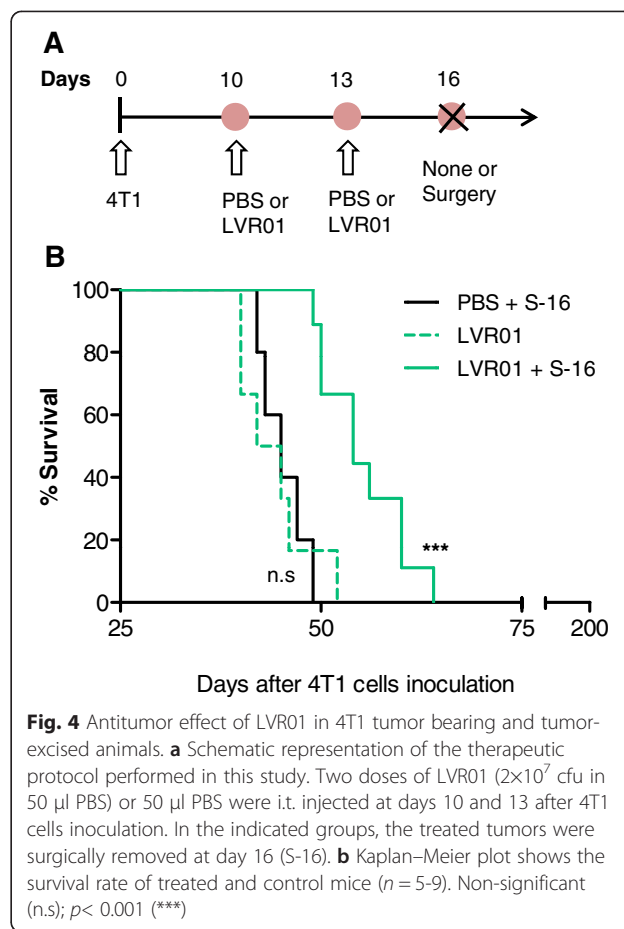 A
Days 0 10 13 16
4T1
PBS or
LVR01
PBS or
LVR01
None or
Surgery
B
100
80
60
40
20
0
% Survival
PBS + S-16
LVR01
LVR01 + S-16
n.s
***
25 50 75 200
Days after 4T1 cells inoculation
Fig. 4 Antitumor effect of LVR01 in 4T1 tumor bearing and tumor-
excised animals. a Schematic representation of the therapeutic
protocol performed in this study. Two doses of LVR01 (2×10⁷ cfu in
50 μl PBS) or 50 μl PBS were i.t. injected at days 10 and 13 after 4T1
cells inoculation. In the indicated groups, the treated tumors were
surgically removed at day 16 (S-16). b Kaplan–Meier plot shows the
survival rate of treated and control mice (n = 5-9). Non-significant
(n.s); p< 0.001 (***)